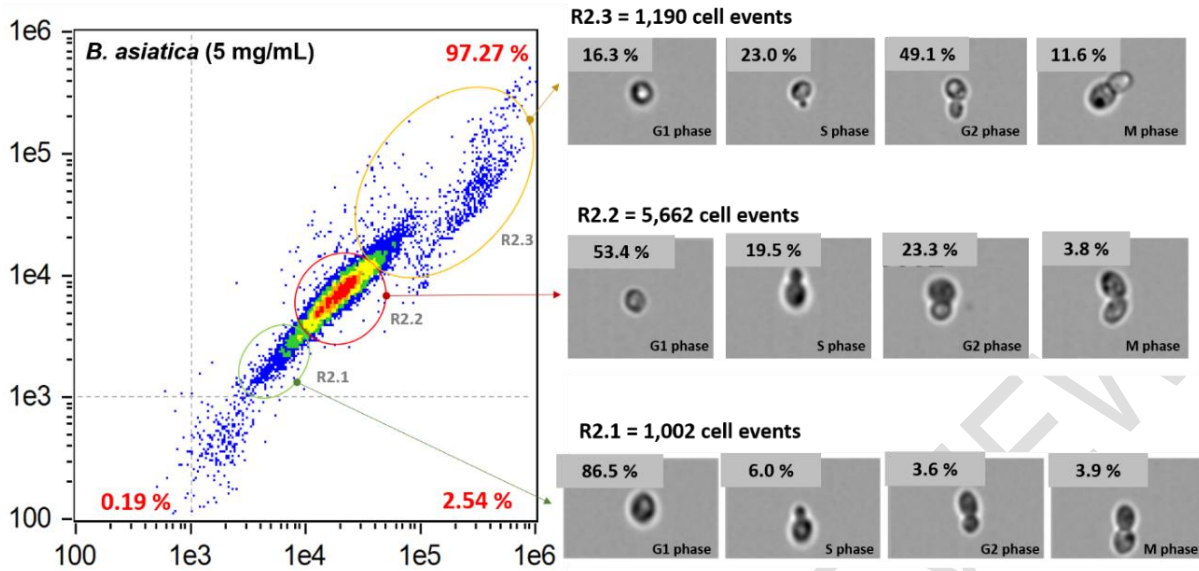 B. asiatica (5 mg/mL)
97.27 %
1e6
1e5
1e4
1e3
100
R2.3
R2.2
R2.1
0.19 %
2.54 %
100
1e3
1e4
1e5
1e6
R2.3 = 1,190 cell events
16.3 %
G1 phase
23.0 %
S phase
49.1 %
G2 phase
11.6 %
M phase
R2.2 = 5,662 cell events
53.4 %
G1 phase
19.5 %
S phase
23.3 %
G2 phase
3.8 %
M phase
R2.1 = 1,002 cell events
86.5 %
G1 phase
6.0 %
S phase
3.6 %
G2 phase
3.9 %
M phase